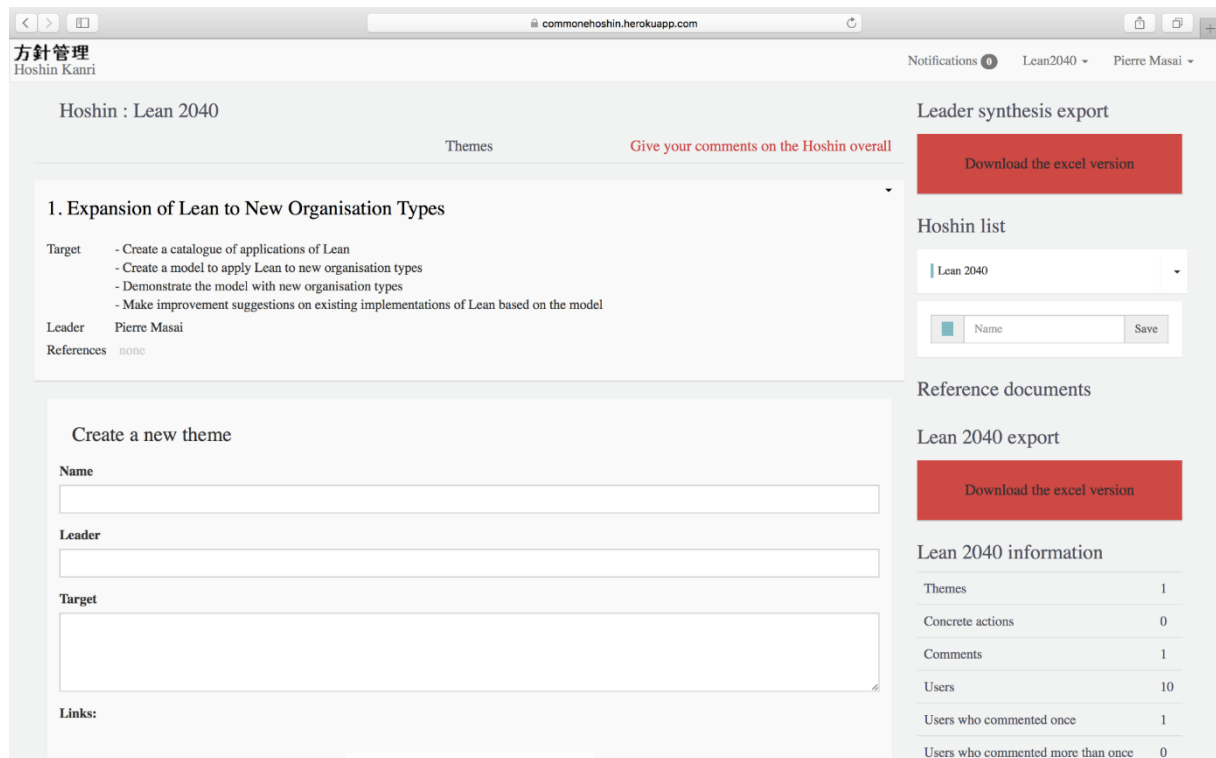 commonehoshin.herokuapp.com
方針管理
Hoshin Kanri
Notifications 0 Lean2040 Pierre Masai
Hoshin : Lean 2040
Themes Give your comments on the Hoshin overall
1. Expansion of Lean to New Organisation Types
Target - Create a catalogue of applications of Lean
- Create a model to apply Lean to new organisation types
- Demonstrate the model with new organisation types
- Make improvement suggestions on existing implementations of Lean based on the model
Leader Pierre Masai
References none
Create a new theme
Name
Leader
Target
Links:
Leader synthesis export
Download the excel version
Hoshin list
Lean 2040
Name Save
Reference documents
Lean 2040 export
Download the excel version
Lean 2040 information
Themes 1
Concrete actions 0
Comments 1
Users 10
Users who commented once 1
Users who commented more than once 0